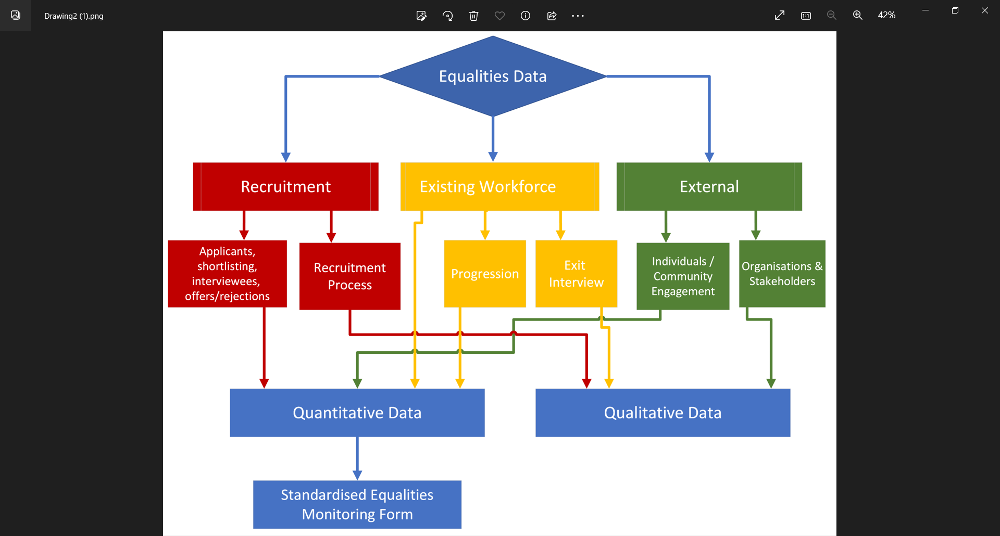 Drawing2 (1).png
42%
Equalities Data
Recruitment
Existing Workforce
External
Applicants,
shortlisting,
interviewees,
offers/rejections
Recruitment
Process
Progression
Exit
Interview
Individuals /
Community
Engagement
Organisations &
Stakeholders
Quantitative Data
Qualitative Data
Standardised Equalities
Monitoring Form